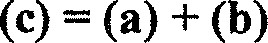 (c) = (a) + (b)